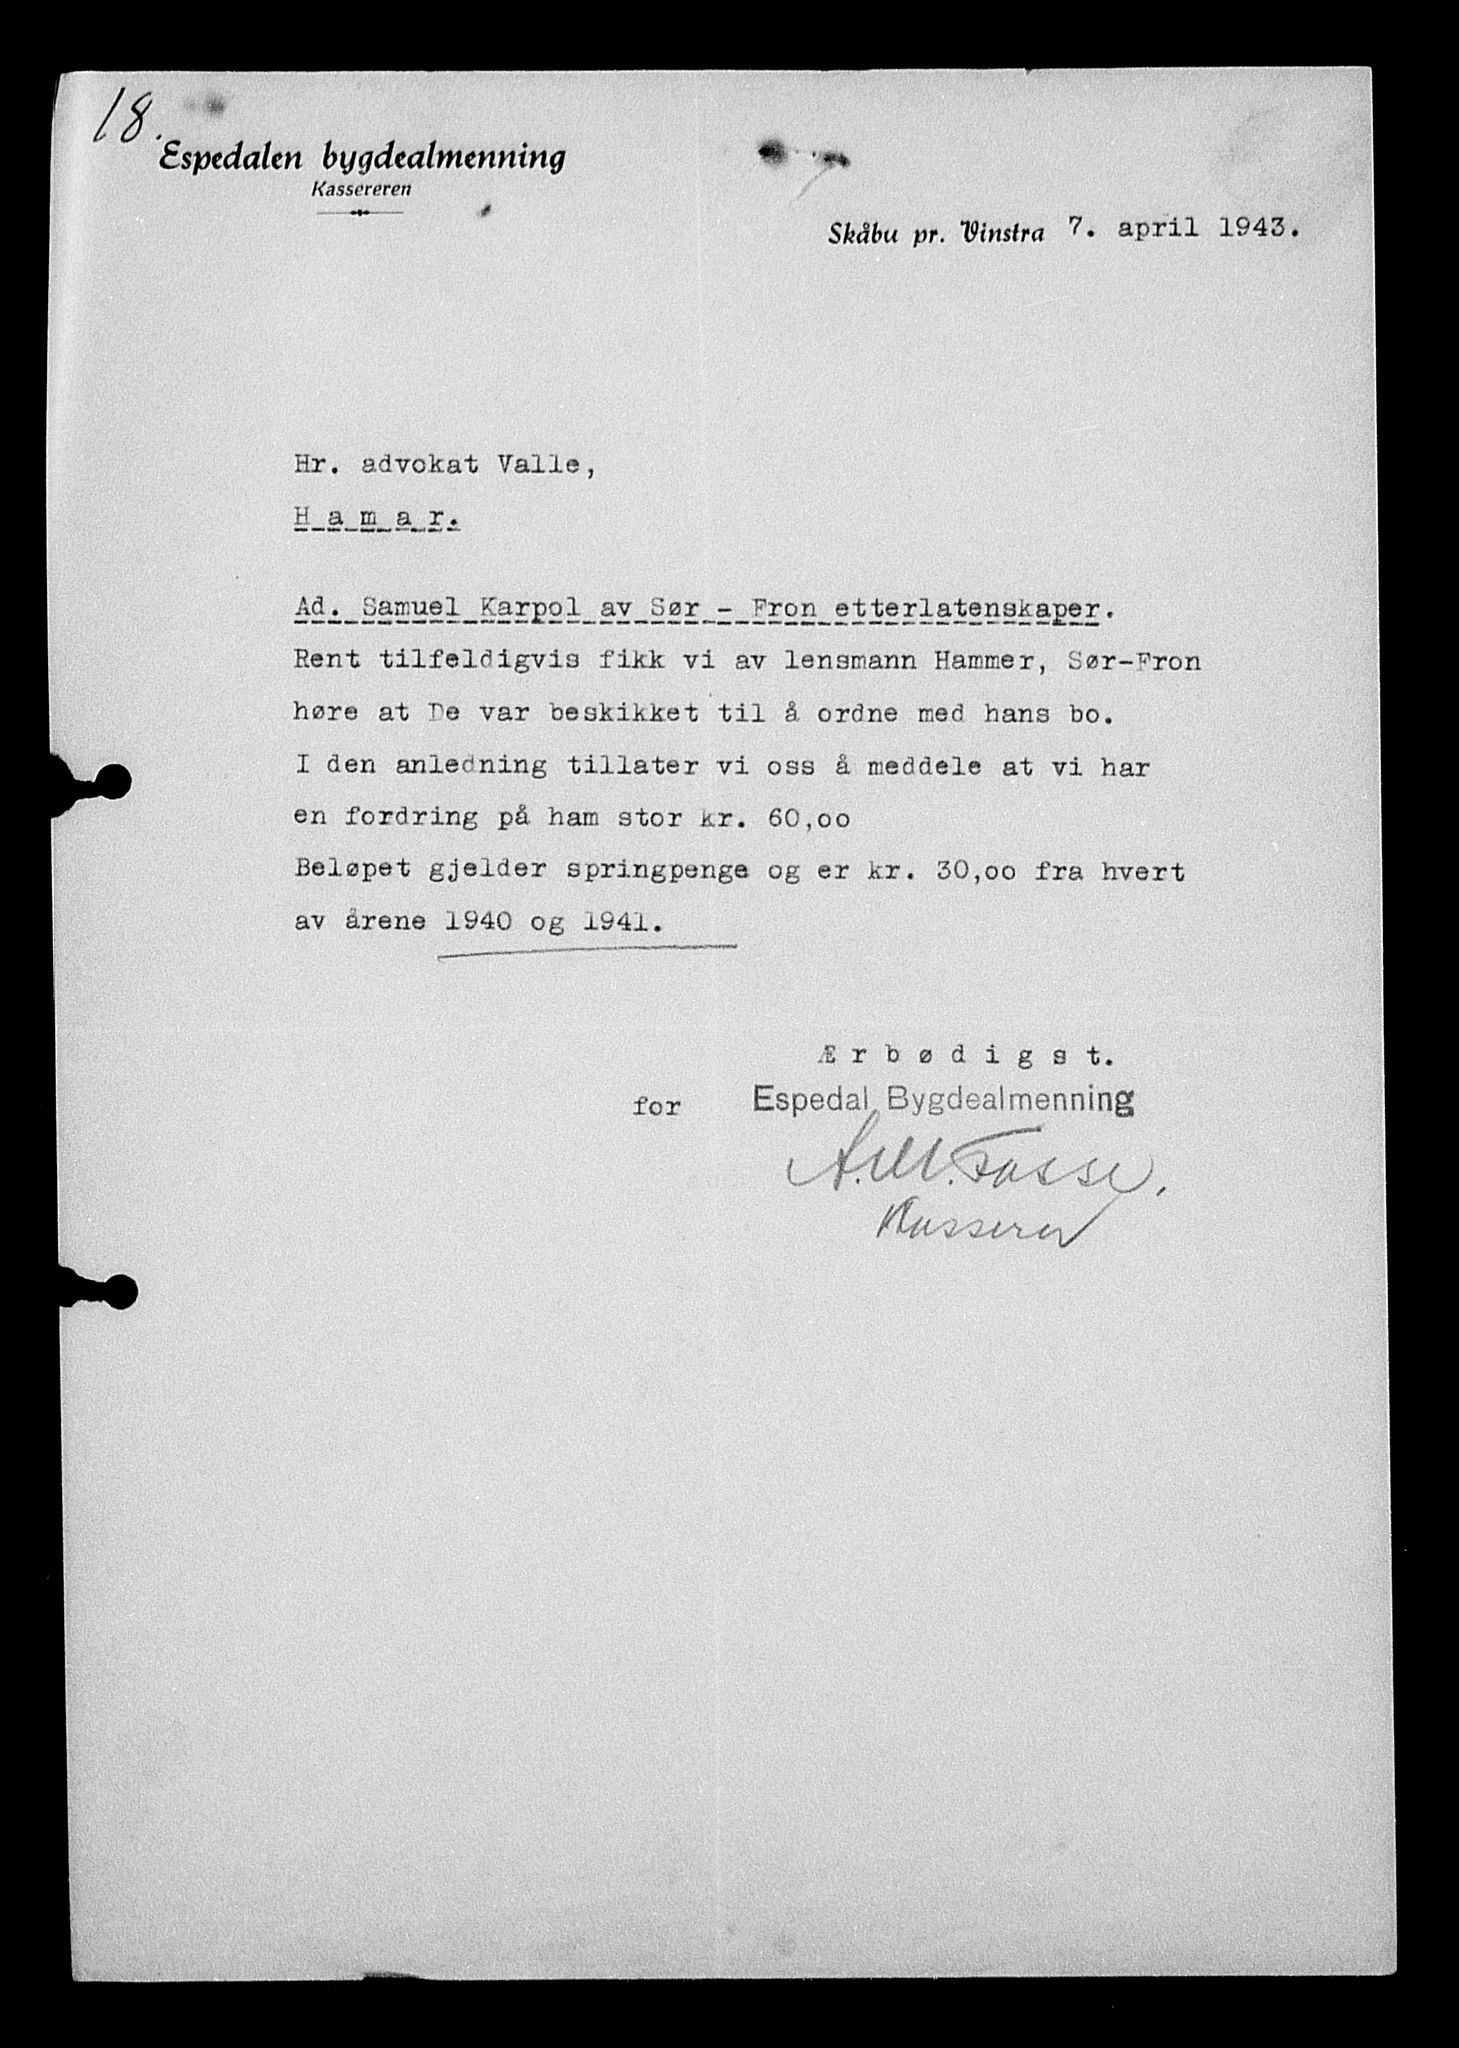 18.
Espedalen bygdealmenning
Kassereren
Skåbu pr. Vinstra 7. april 1943.
Hr. advokat Valle,
H a m a r.
Ad. Samuel Karpol av Sør - Fron etterlatenskaper.
Rent tilfeldigvis fikk vi av lensmann Hammer, Sør-Fron
høre at De var beskikket til å ordne med hans bo.
I den anledning tillater vi oss å meddele at vi har
en fordring på ham stor kr. 60,oo
Beløpet gjelder springpenge og er kr. 30,oo fra hvert
av årene 1940 og 1941.
Æ r b ø d i g s t.
for Espedal Bygdealmenning
A.M. Fosse.
Kasserer